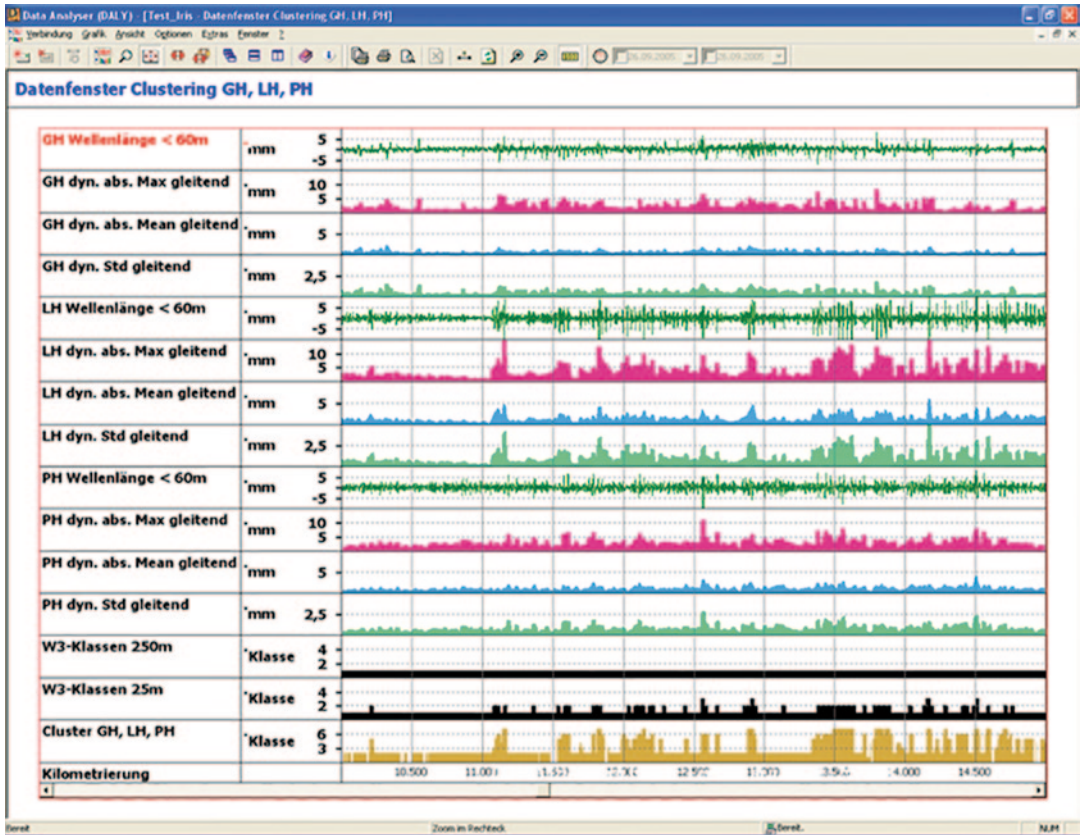 Data Analyser (DALY) - [Test_Iris - Datenfenster Clustering GH, LH, PH]
Verbindung Grafik Ansicht Optionen Extras Fenster ?
26.09.2005 26.09.2005
Datenfenster Clustering GH, LH, PH
GH Wellenlänge < 60m mm 5 -5
GH dyn. abs. Max gleitend mm 10 5
GH dyn. abs. Mean gleitend mm 5
GH dyn. Std gleitend mm 2,5
LH Wellenlänge < 60m mm 5 -5
LH dyn. abs. Max gleitend mm 10 5
LH dyn. abs. Mean gleitend mm 5
LH dyn. Std gleitend mm 2,5
PH Wellenlänge < 60m mm 5 -5
PH dyn. abs. Max gleitend mm 10 5
PH dyn. abs. Mean gleitend mm 5
PH dyn. Std gleitend mm 2,5
W3-Klassen 250m Klasse 4 2
W3-Klassen 25m Klasse 4 2
Cluster GH, LH, PH Klasse 6 3
Kilometrierung 10.500 14.000 14.500
Bereit Zoom im Rechteck Bereit. NUM